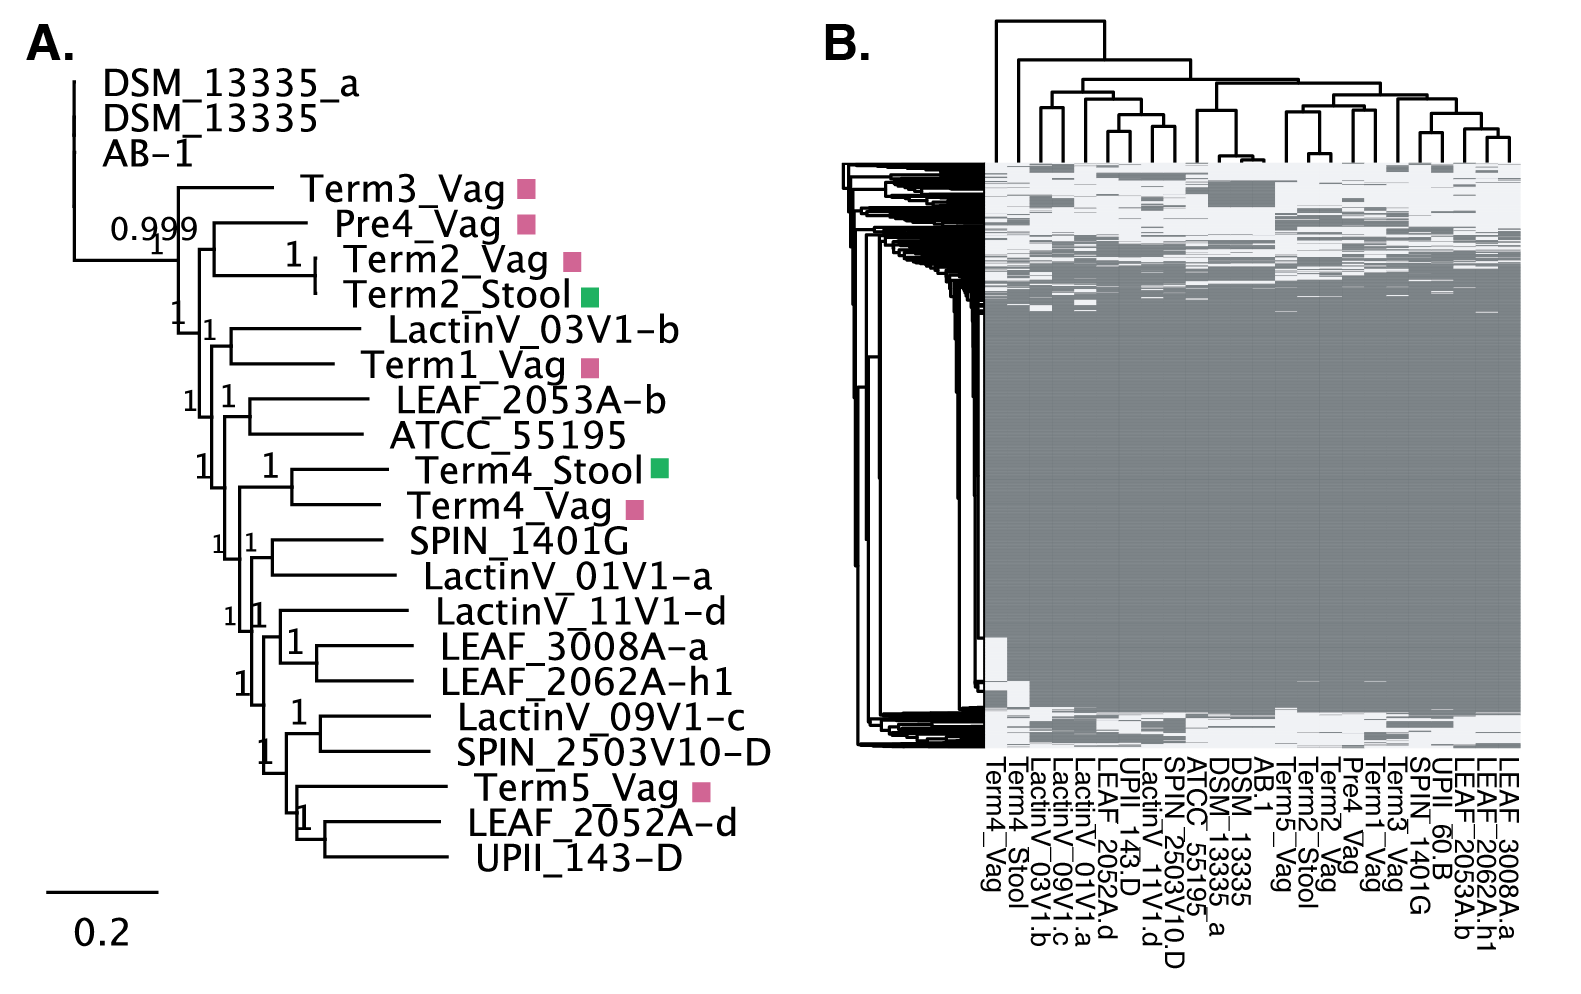 A.
DSM_13335_a
DSM_13335
AB-1
Term3_Vag
0.999
Pre4_Vag
1
1
Term2_Vag
Term2_Stool
1
1
LactinV_03V1-b
Term1_Vag
1
1
LEAF_2053A-b
ATCC_55195
1
1
Term4_Stool
Term4_Vag
1
1
SPIN_1401G
LactinV_01V1-a
1
1
LactinV_11V1-d
1
LEAF_3008A-a
1
LEAF_2062A-h1
1
LactinV_09V1-c
1
SPIN_2503V10-D
Term5_Vag
1
LEAF_2052A-d
UPII_143-D
0.2
B.
Term4_Vag
Term4_Stool
LactinV_03V1.b
LactinV_09V1.c
LactinV_01V1.a
LEAF_2052A.d
UPII_143.D
LactinV_11V1.d
SPIN_2503V10.D
ATCC_55195
DSM_13335_a
DSM_13335
AB.1
Term5_Vag
Term2_Stool
Term2_Vag
Pre4_Vag
Term1_Vag
Term3_Vag
SPIN_1401G
UPII_60.B
LEAF_2053A.b
LEAF_2062A.h1
LEAF_3008A.a